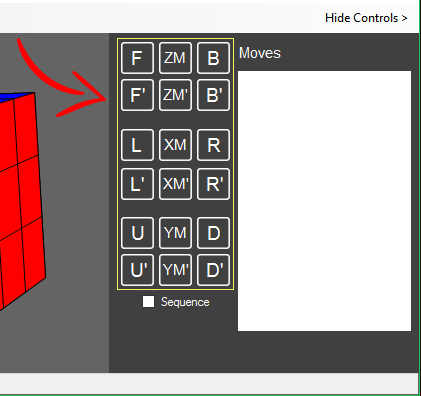 Hide Controls >
F ZM B Moves
F' ZM' B'
L XM R
L' XM' R'
U YM D
U' YM' D'
Sequence